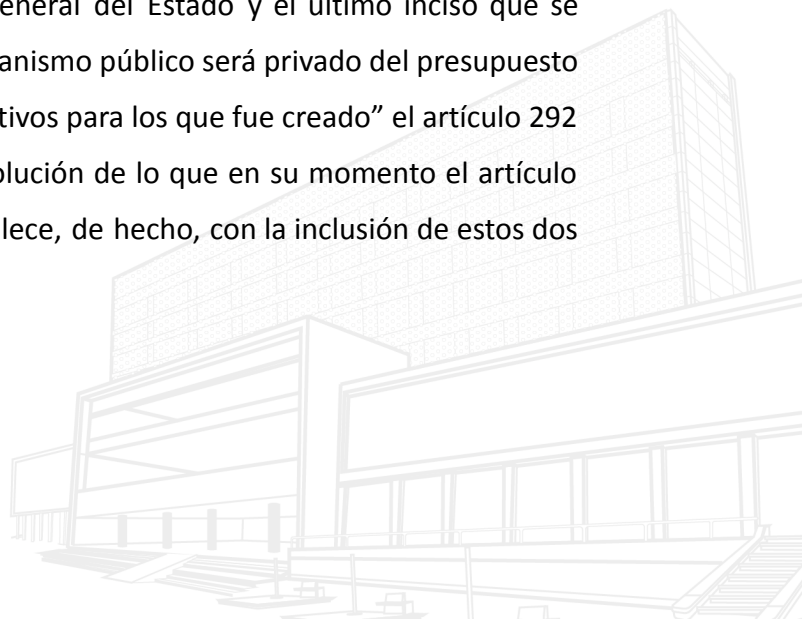 eneral del Estado y el último inciso que se
anismo público será privado del presupuesto
tivos para los que fue creado” el artículo 292
olución de lo que en su momento el artículo
lece, de hecho, con la inclusión de estos dos